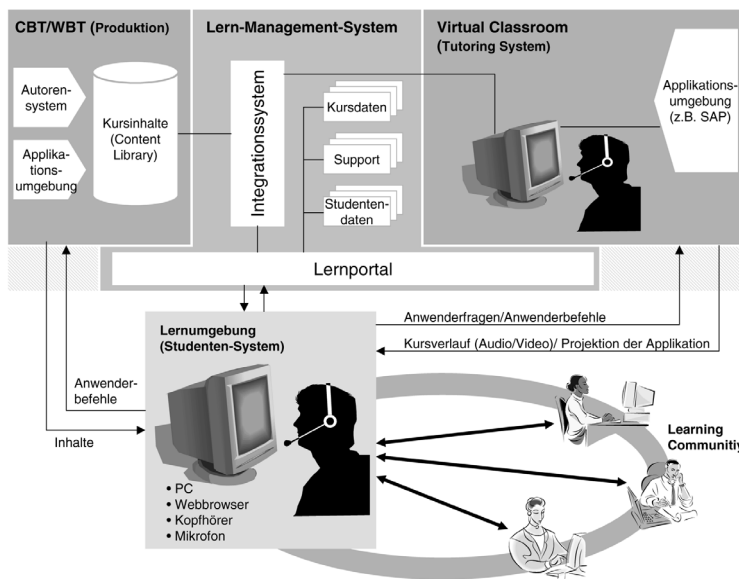 CBT/WBT (Produktion)
Autoren-
system
Applika-
tions-
umgebung
Kursinhalte
(Content
Library)
Lern-Management-System
Integrationssystem
Kursdaten
Support
Studenten-
daten
Virtual Classroom
(Tutoring System)
Applikations-
umgebung
(z.B. SAP)
Lernportal
Lernumgebung
(Studenten-System)
• PC
• Webbrowser
• Kopfhörer
• Mikrofon
Anwenderfragen/Anwenderbefehle
Kursverlauf (Audio/Video)/ Projektion der Applikation
Anwender-
befehle
Inhalte
Learning
Communitiy